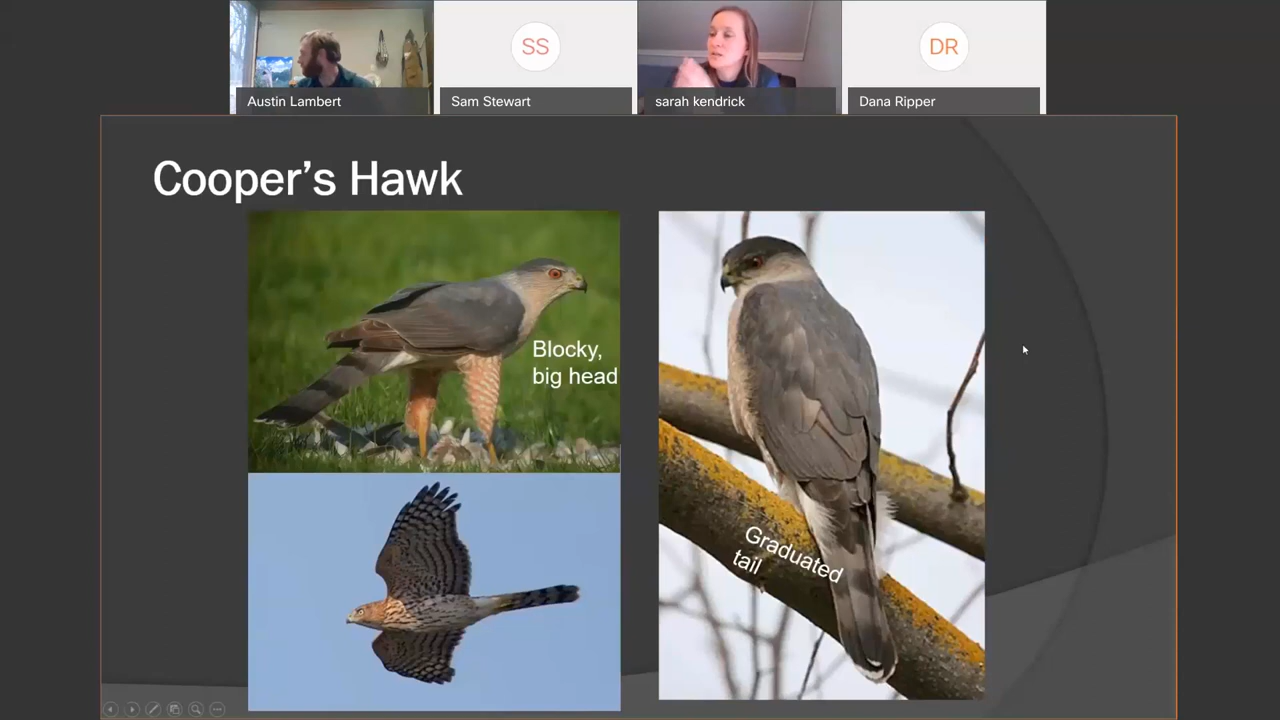 SS
DR
Austin Lambert
Sam Stewart
sarah kendrick
Dana Ripper
Cooper's Hawk
Blocky,
big head
Graduated
tail